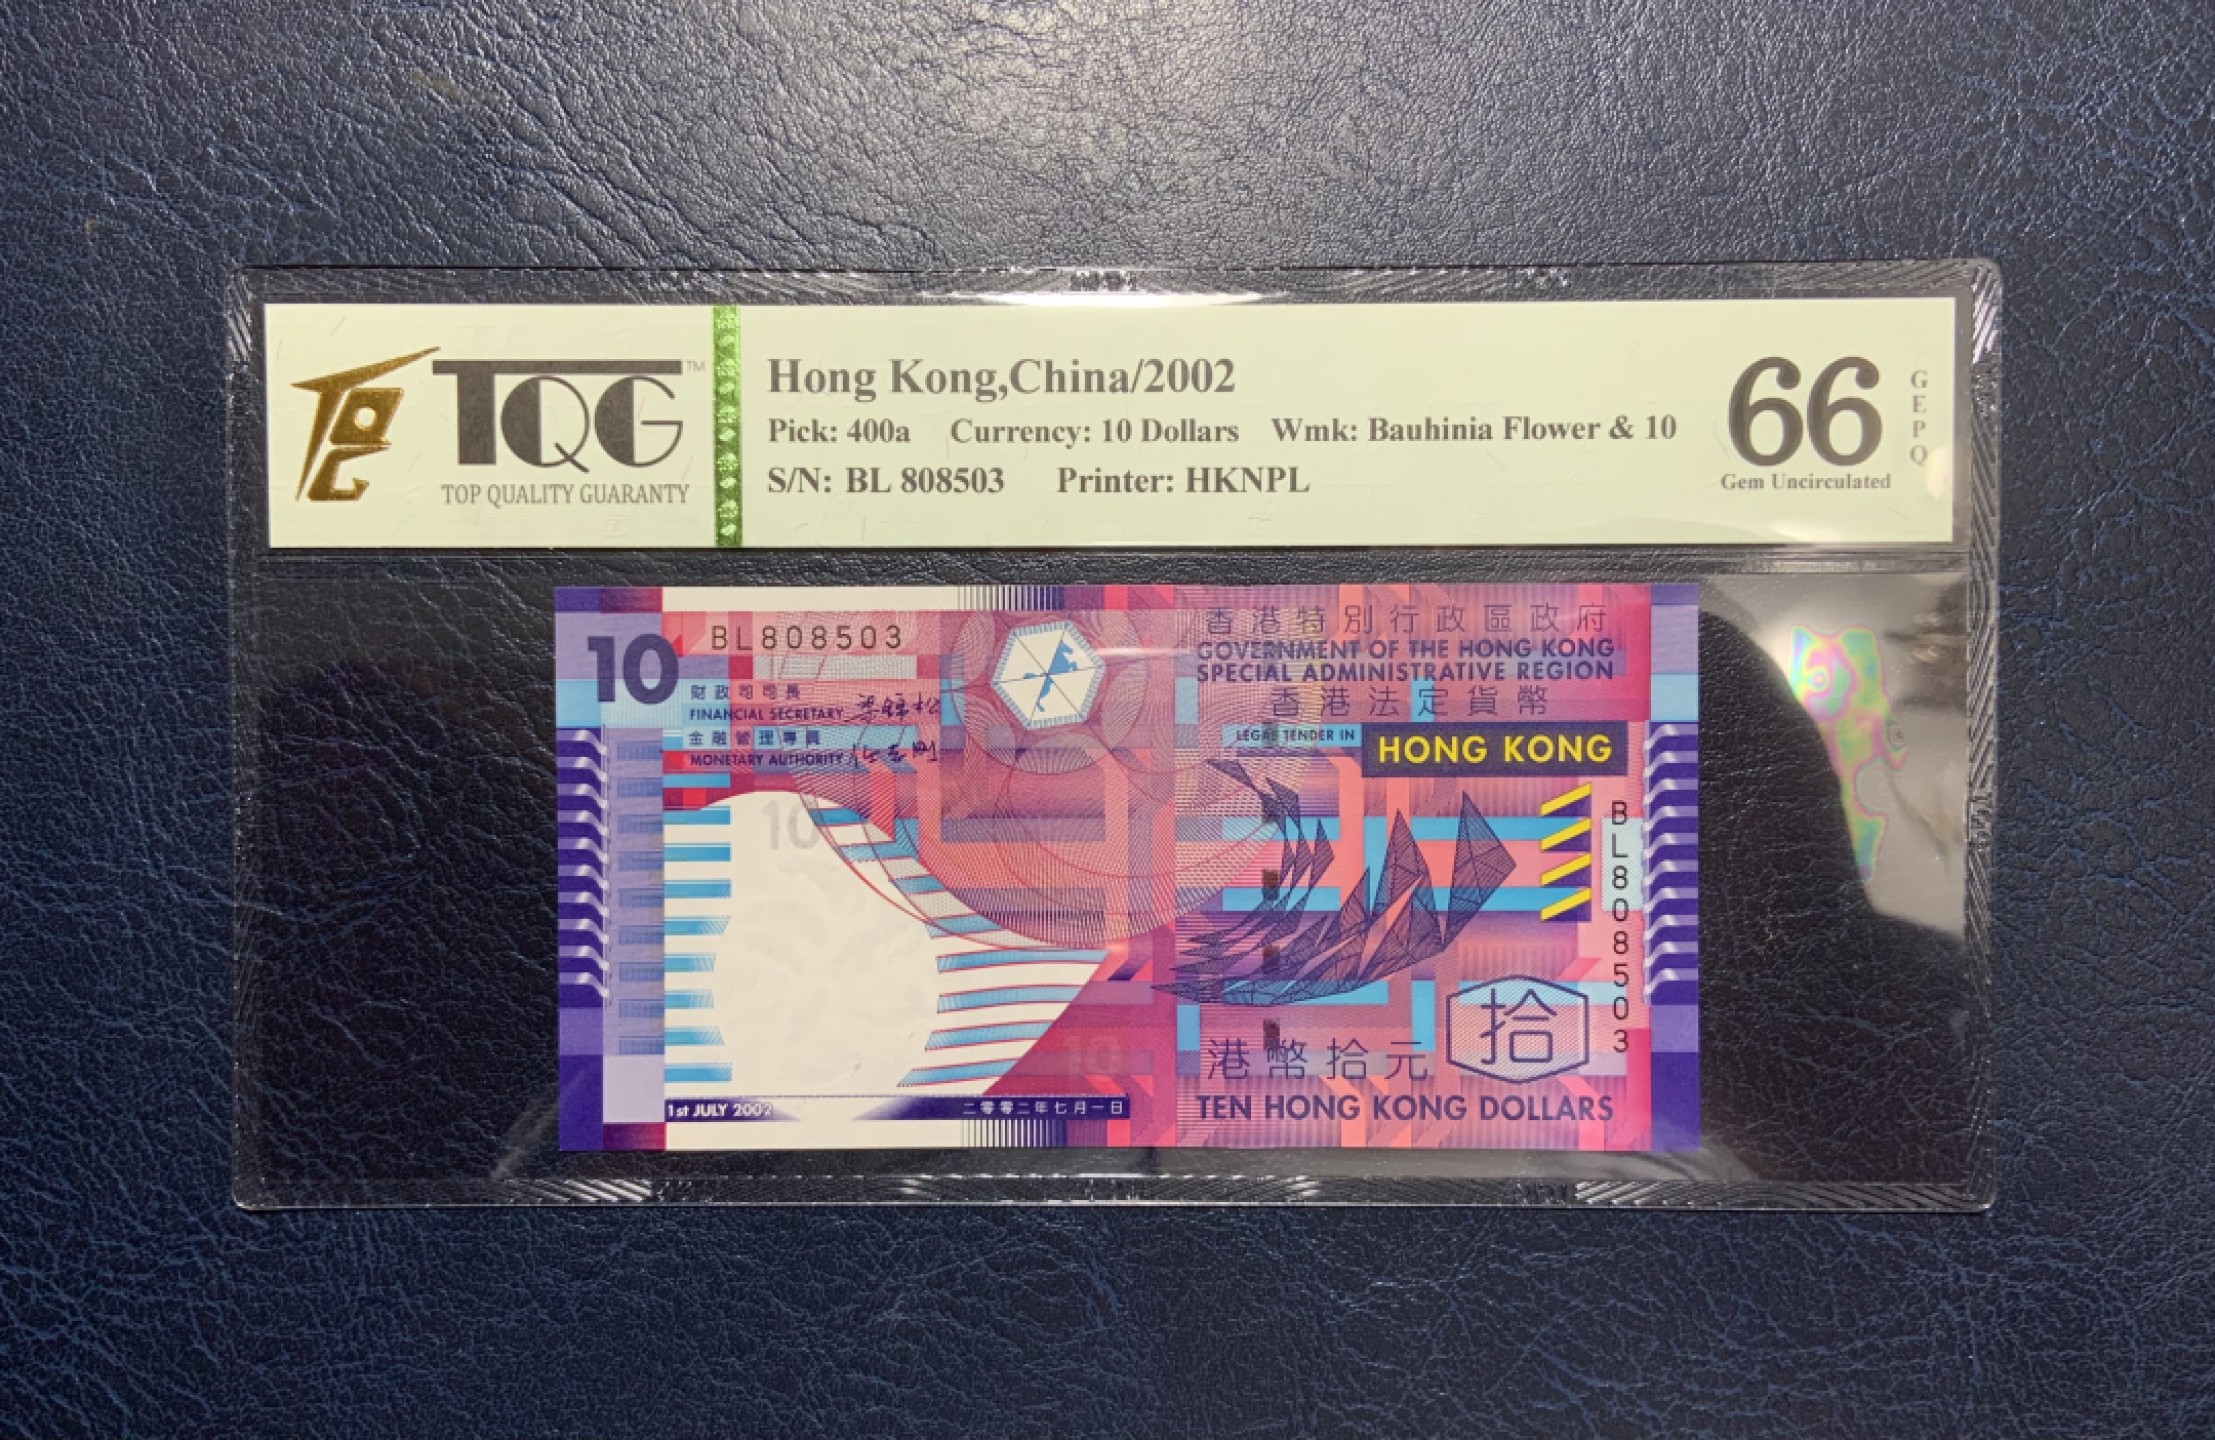 TQG™
TOP QUALITY GUARANTY
Hong Kong,China/2002
Pick: 400a Currency: 10 Dollars Wmk: Bauhinia Flower & 10
S/N: BL 808503 Printer: HKNPL
66
Gem Uncirculated
GEPQ
10
BL808503
財政司司長
FINANCIAL SECRETARY
金融管理專員
MONETARY AUTHORITY
香港特別行政區政府
GOVERNMENT OF THE HONG KONG
SPECIAL ADMINISTRATIVE REGION
香港法定貨幣
LEGAL TENDER IN HONG KONG
10
BL808503
10
拾
港幣拾元
TEN HONG KONG DOLLARS
1st JULY 2002
二零零二年七月一日